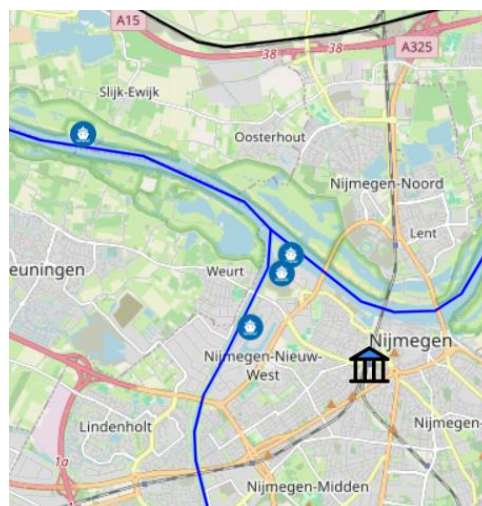 A15
38
38
A325
Slijk-Ewijk
Oosterhout
Nijmegen-Noord
Lent
euningen
Weurt
Nijmegen
Nijmegen-Nieuw-
West
Lindenholt
Nijmegen-
1a
Nijmegen-Midden